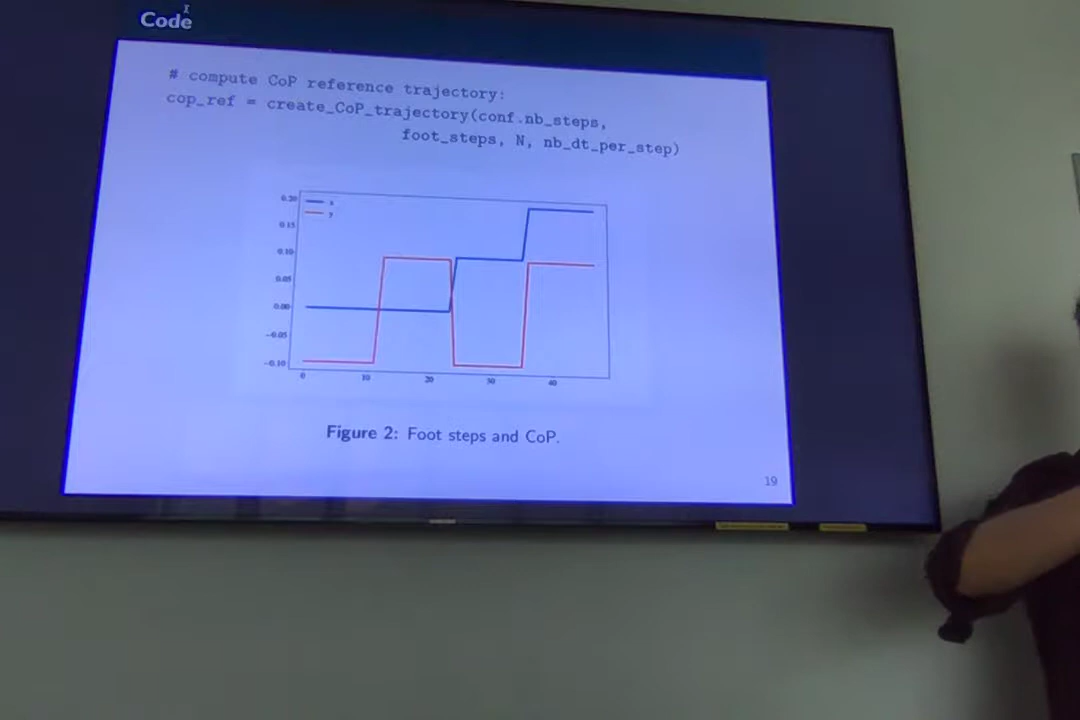 Code
# compute CoP reference trajectory:
cop_ref = create_CoP_trajectory(conf.nb_steps,
foot_steps, N, nb_dt_per_step)
0.20
x
y
0.15
0.10
0.05
0.00
−0.05
−0.10
0 10 20 30 40
Figure 2: Foot steps and CoP.
19